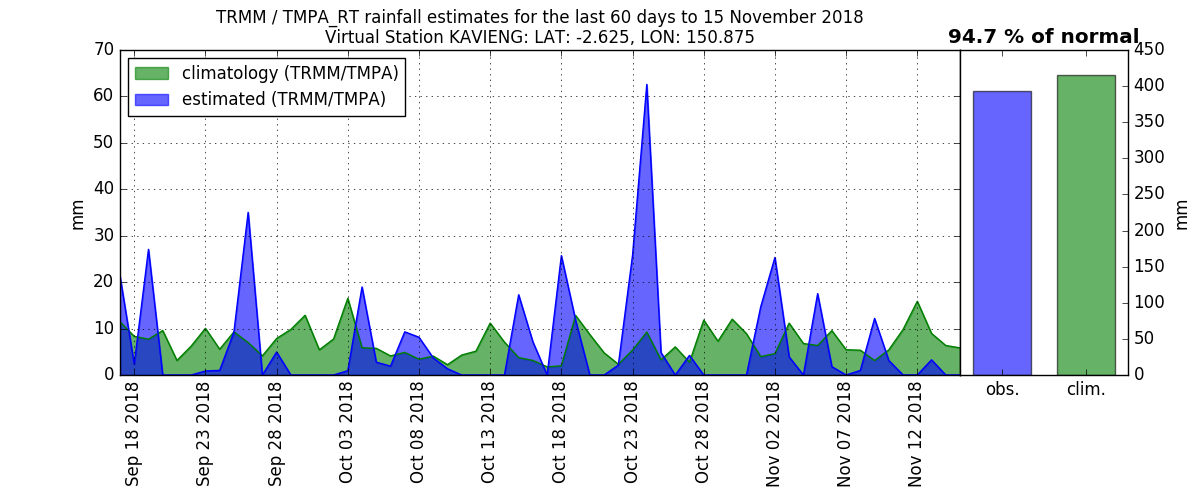 TRMM / TMPA_RT rainfall estimates for the last 60 days to 15 November 2018
Virtual Station KAVIENG: LAT: -2.625, LON: 150.875
94.7 % of normal
climatology (TRMM/TMPA)
estimated (TRMM/TMPA)
70
60
50
40
30
20
10
0
mm
Sep 18 2018
Sep 23 2018
Sep 28 2018
Oct 03 2018
Oct 08 2018
Oct 13 2018
Oct 18 2018
Oct 23 2018
Oct 28 2018
Nov 02 2018
Nov 07 2018
Nov 12 2018
450
400
350
300
250
200
150
100
50
0
mm
obs.
clim.